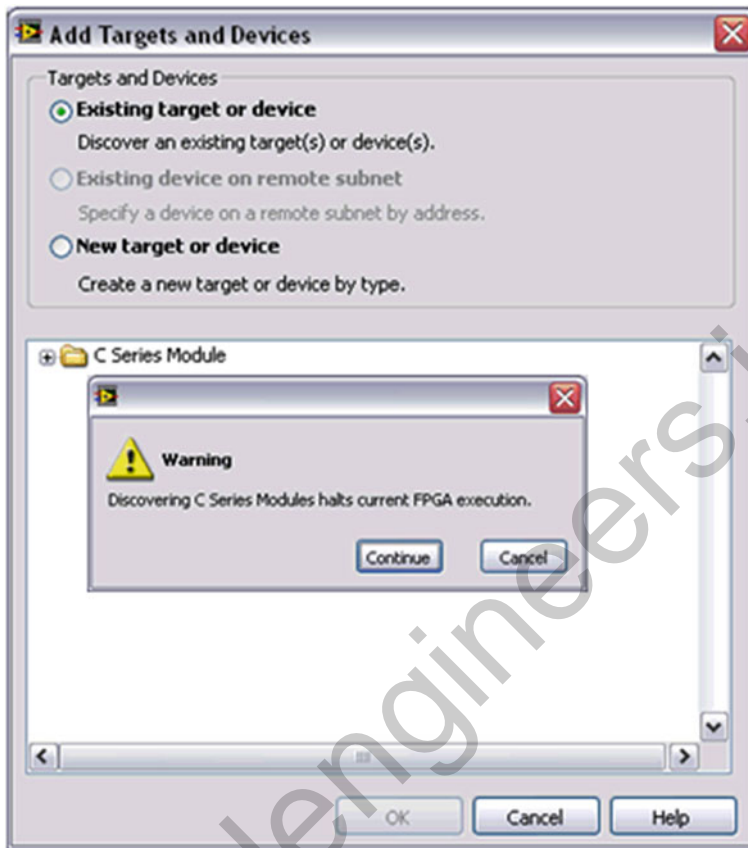 Add Targets and Devices
Targets and Devices
Existing target or device
Discover an existing target(s) or device(s).
Existing device on remote subnet
Specify a device on a remote subnet by address.
New target or device
Create a new target or device by type.
C Series Module
Warning
Discovering C Series Modules halts current FPGA execution.
Continue
Cancel
OK
Cancel
Help